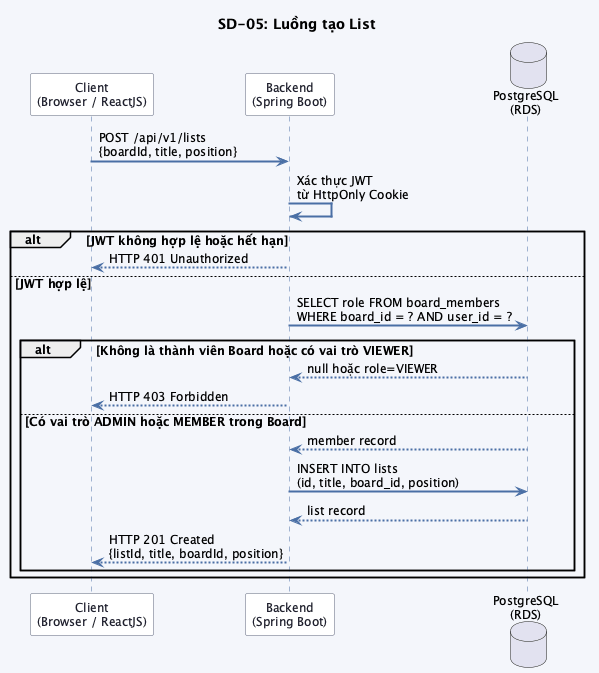 SD-05: Luồng tạo List
Client
(Browser / ReactJS)
Backend
(Spring Boot)
PostgreSQL
(RDS)
POST /api/v1/lists
{boardId, title, position}
Xác thực JWT
từ HttpOnly Cookie
alt
[JWT không hợp lệ hoặc hết hạn]
HTTP 401 Unauthorized
[JWT hợp lệ]
SELECT role FROM board_members
WHERE board_id = ? AND user_id = ?
alt
[Không là thành viên Board hoặc có vai trò VIEWER]
null hoặc role=VIEWER
HTTP 403 Forbidden
[Có vai trò ADMIN hoặc MEMBER trong Board]
member record
INSERT INTO lists
(id, title, board_id, position)
list record
HTTP 201 Created
{listId, title, boardId, position}
Client
(Browser / ReactJS)
Backend
(Spring Boot)
PostgreSQL
(RDS)